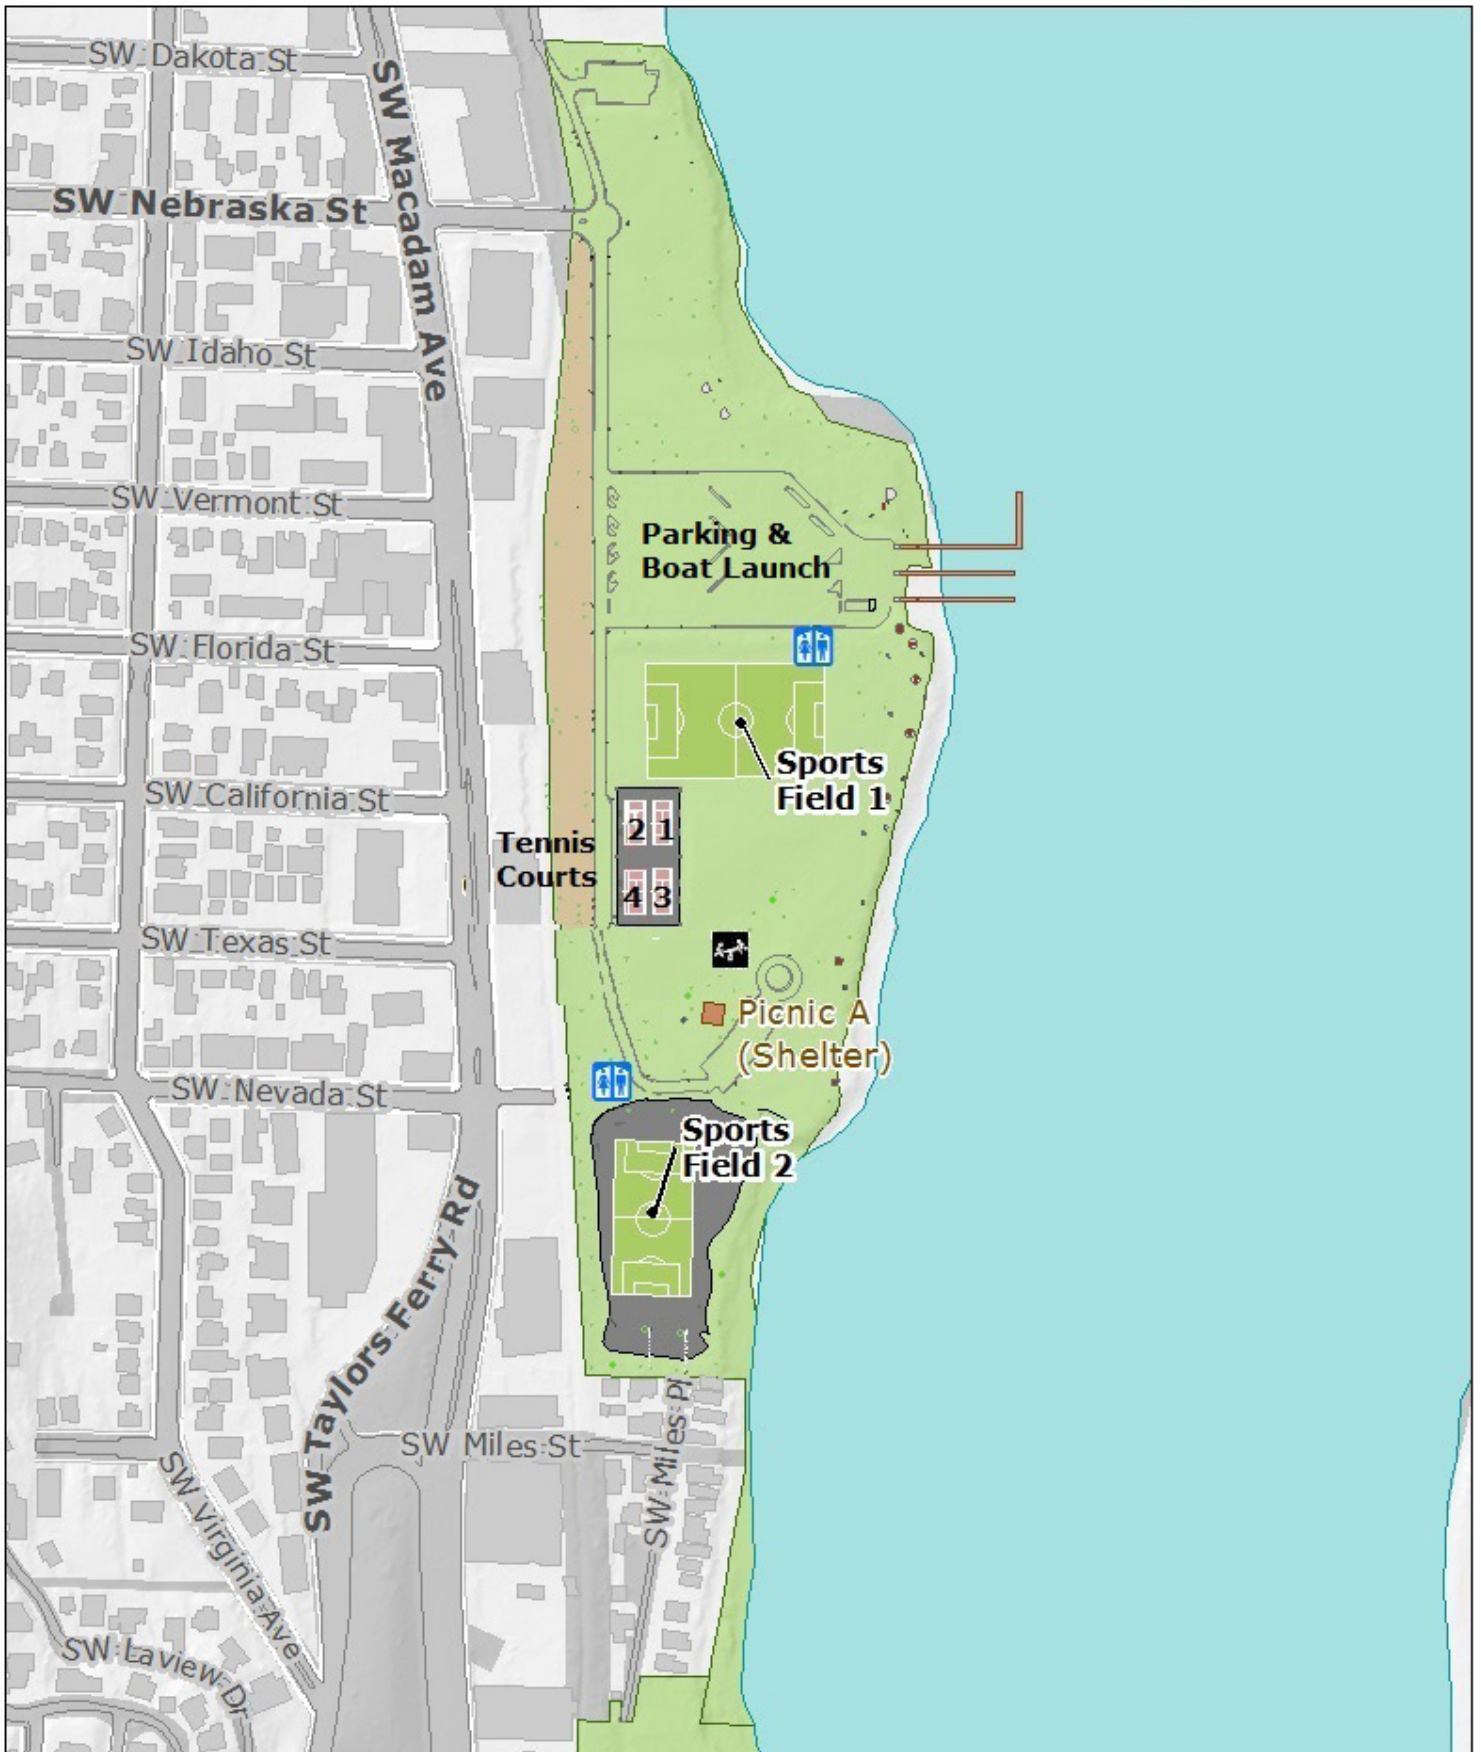 SW Dakota St
SW Macadam Ave
SW Nebraska St
SW Idaho St
SW Vermont St
Parking &
Boat Launch
SW Florida St
Sports
Field 1
SW California St
2 1
Tennis
Courts
4 3
SW Texas St
Picnic A
(Shelter)
SW Nevada St
Sports
Field 2
SW Taylors Ferry Rd
SW Miles St
SW Miles Pl
SW Virginia Ave
SW Laview Dr